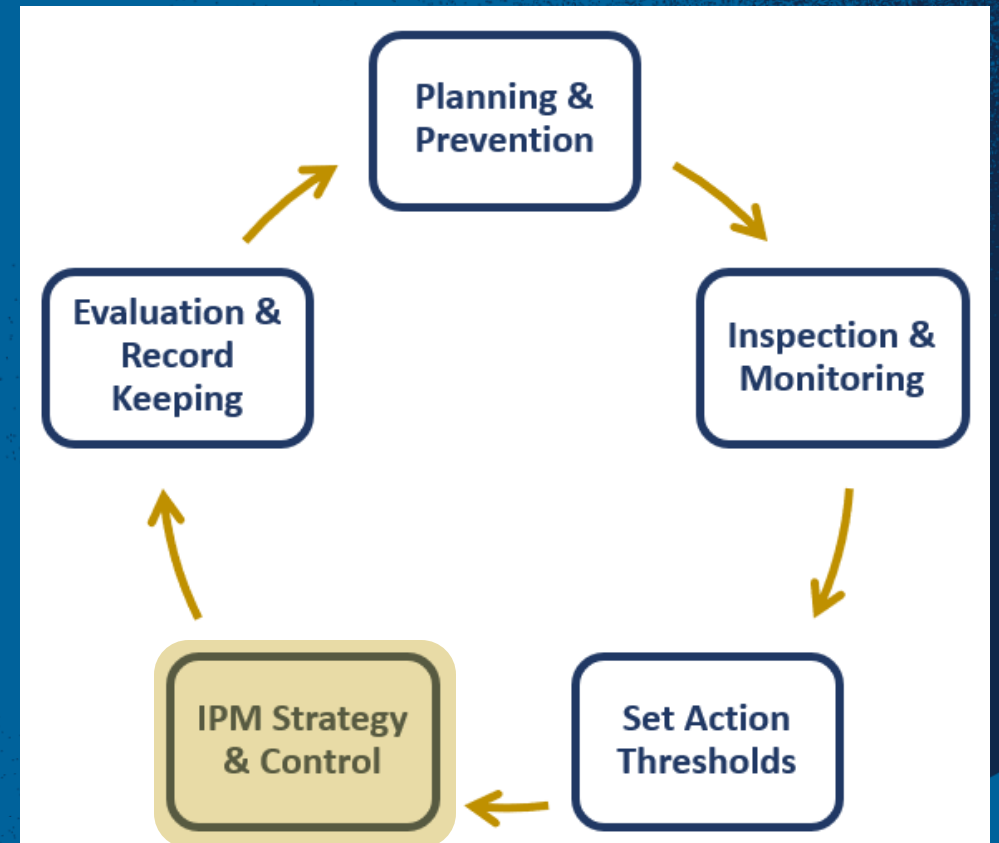 Planning &
Prevention
Inspection &
Monitoring
Set Action
Thresholds
IPM Strategy
& Control
Evaluation &
Record
Keeping